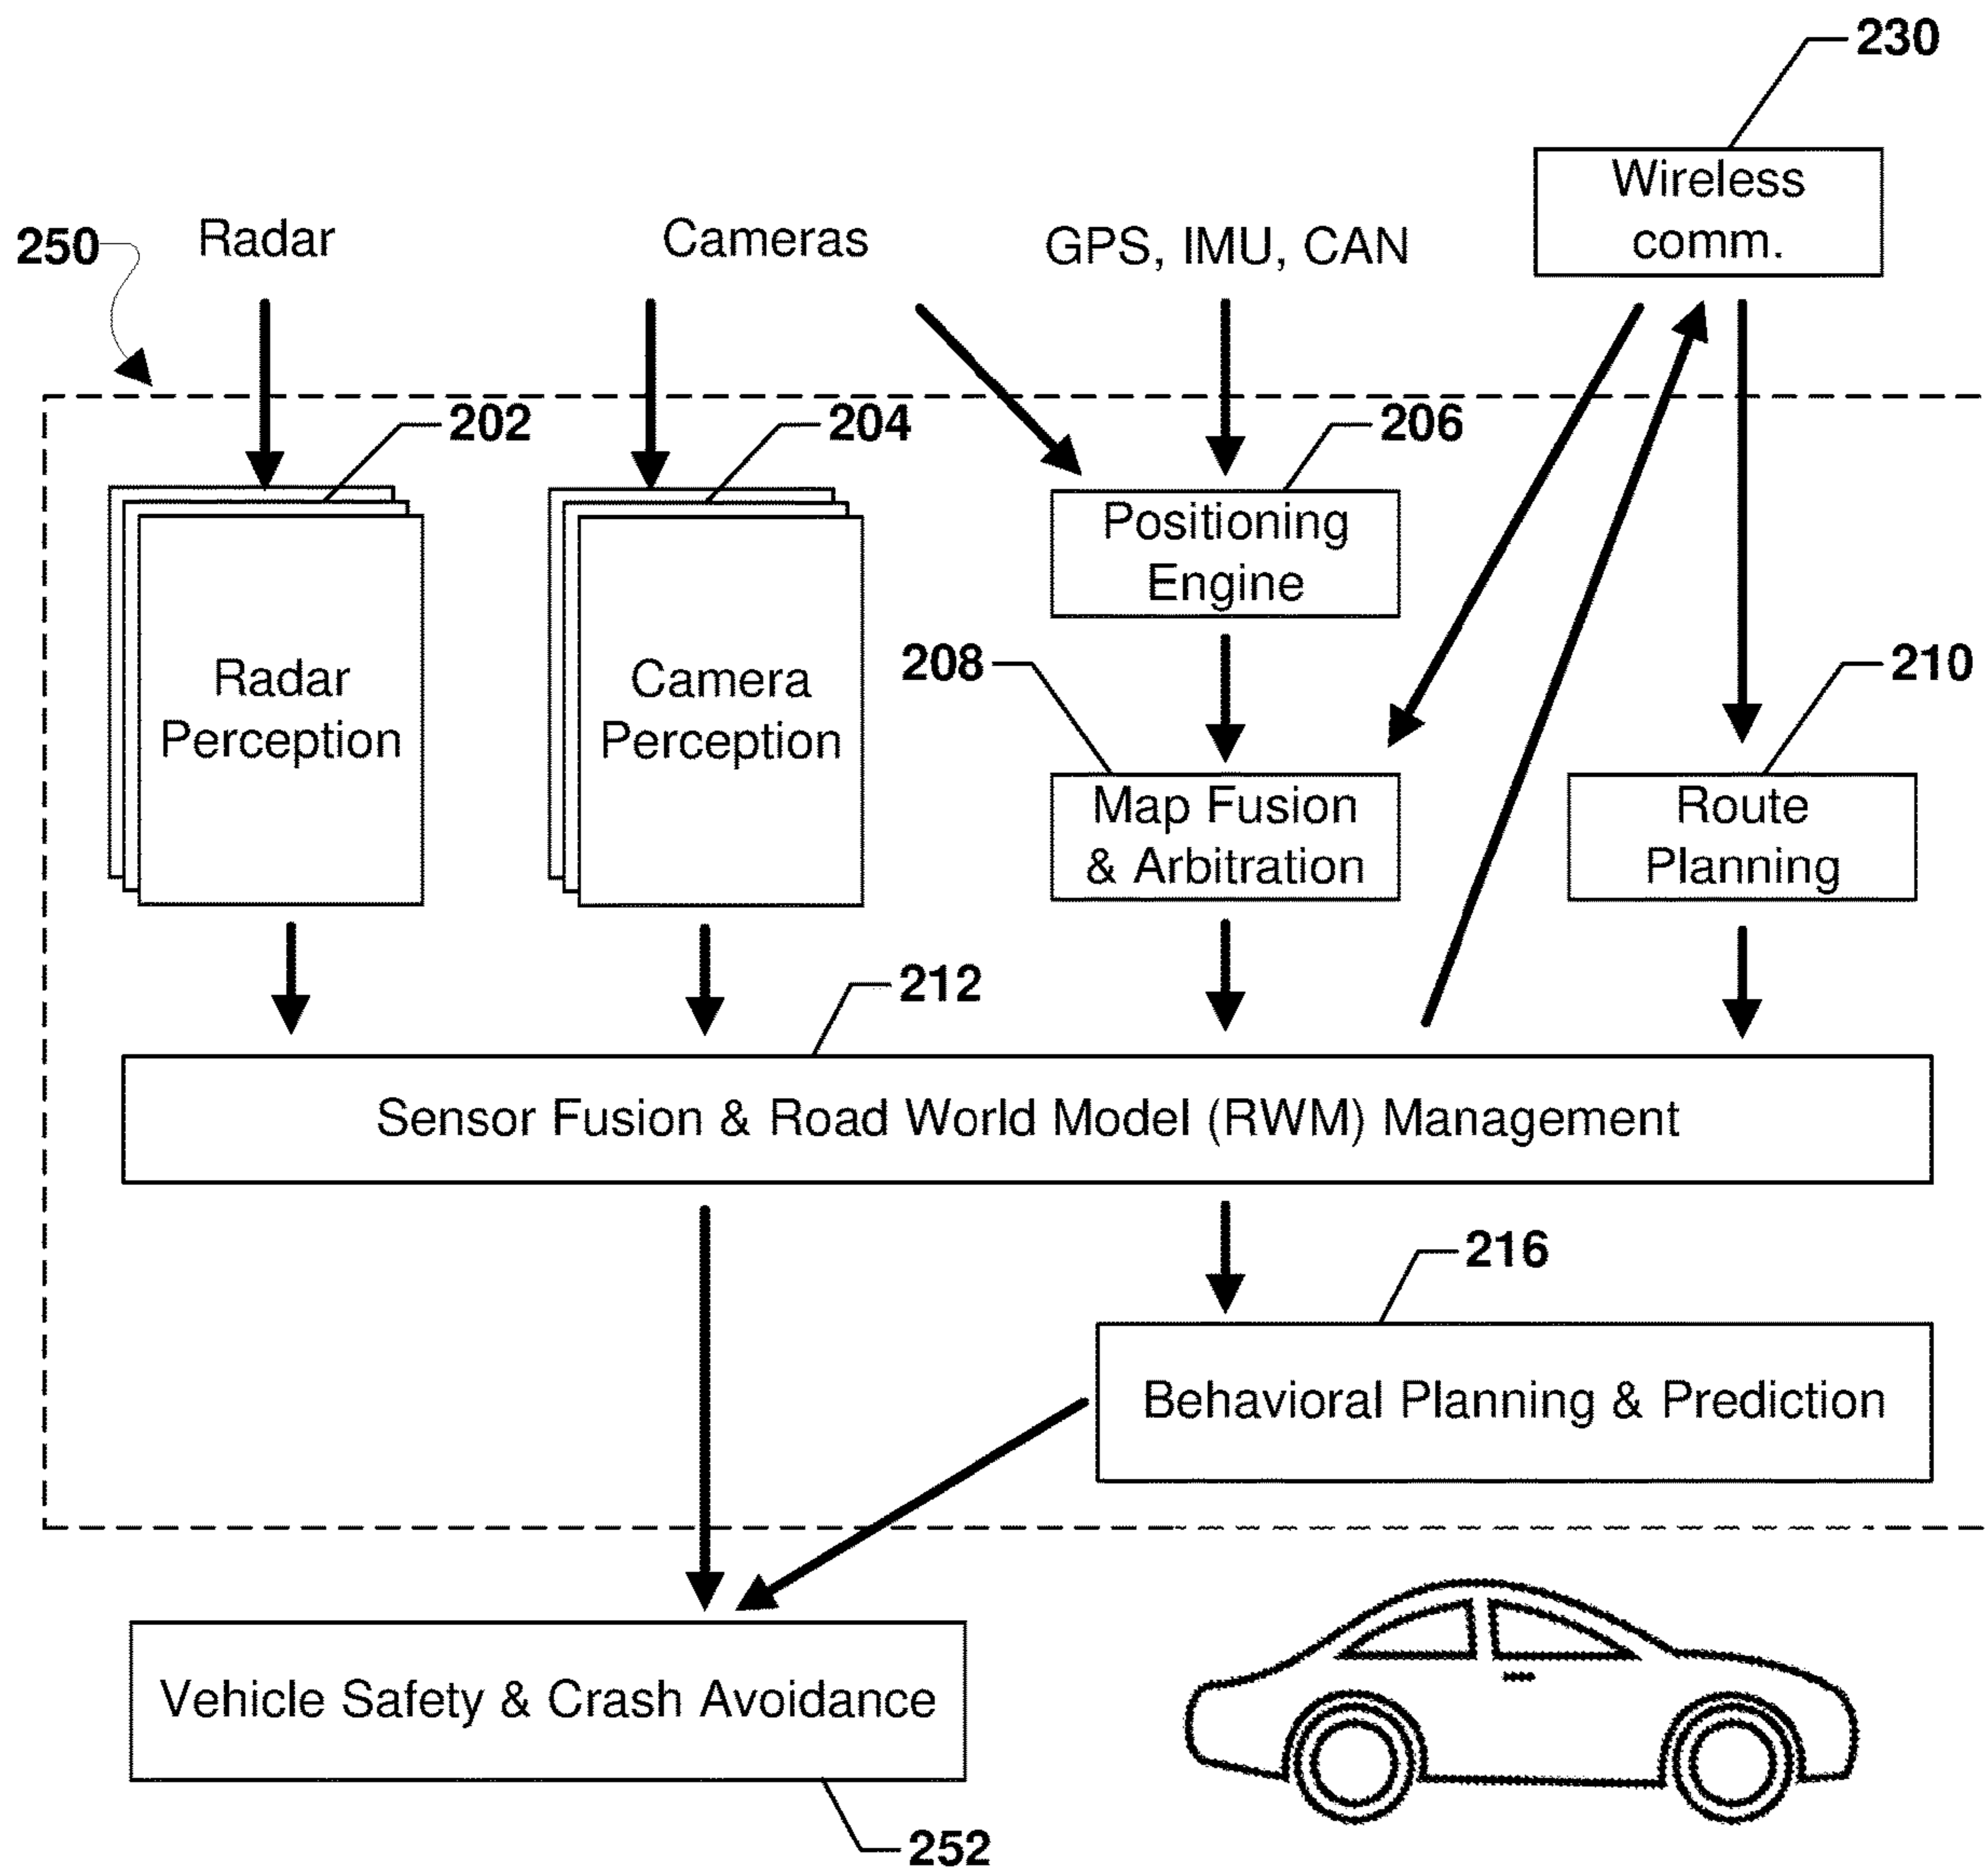 230
Wireless
comm.
250
Radar
Cameras
GPS, IMU, CAN
202
204
206
Positioning
Engine
208
210
Radar
Perception
Camera
Perception
Map Fusion
& Arbitration
Route
Planning
212
Sensor Fusion & Road World Model (RWM) Management
216
Behavioral Planning & Prediction
Vehicle Safety & Crash Avoidance
252